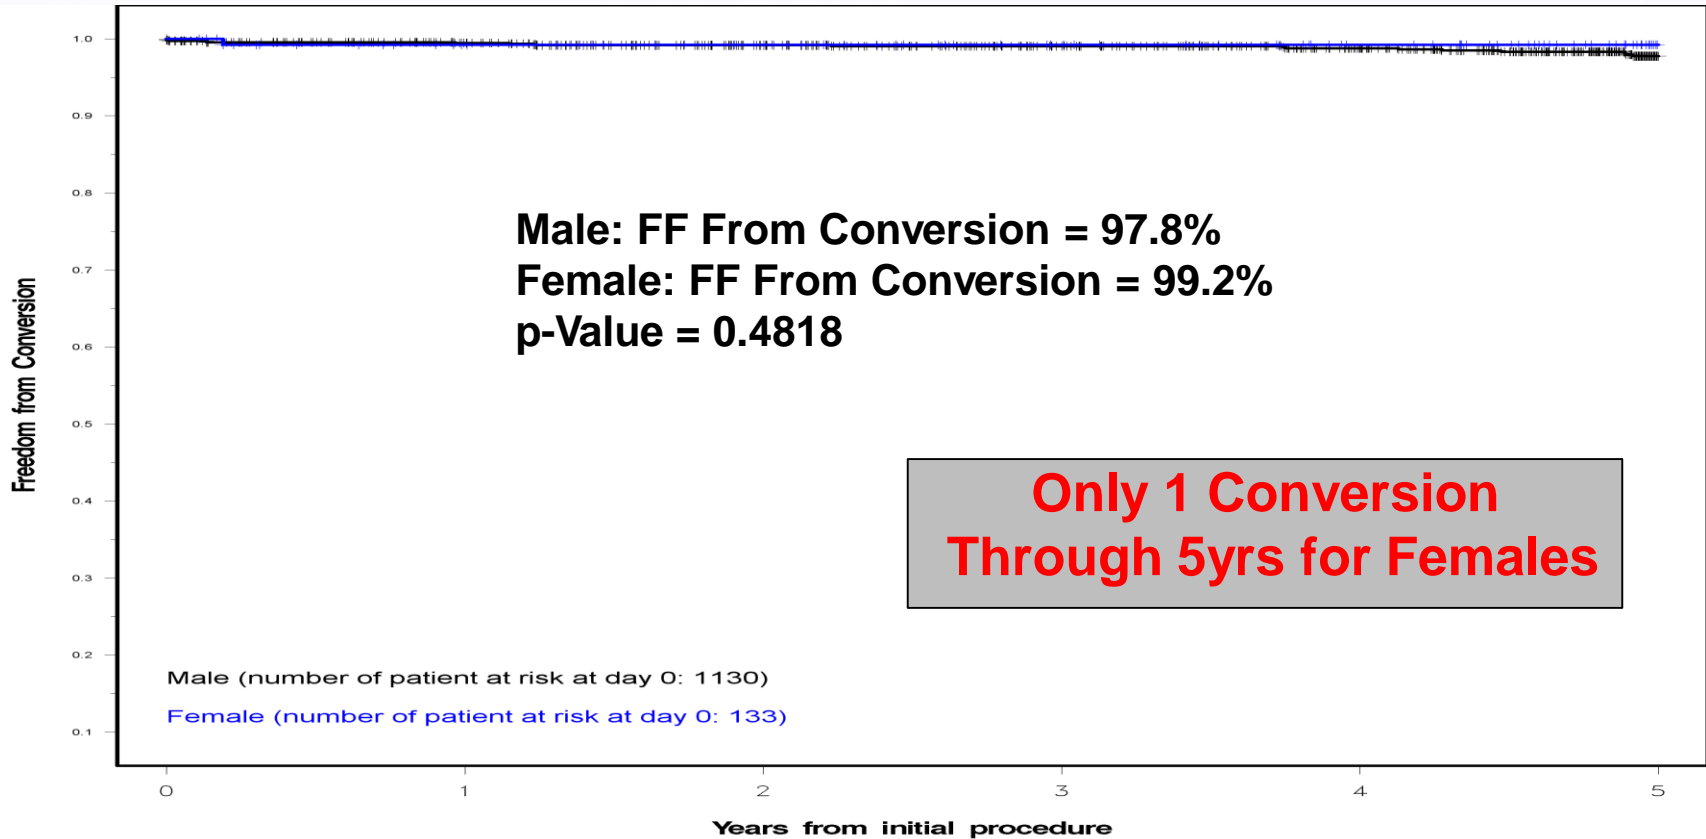 1.0
0.9
0.8
0.7
0.6
0.5
0.4
0.3
0.2
0.1
Freedom from Conversion
Male: FF From Conversion = 97.8%
Female: FF From Conversion = 99.2%
p-Value = 0.4818
Only 1 Conversion
Through 5yrs for Females
Male (number of patient at risk at day 0: 1130)
Female (number of patient at risk at day 0: 133)
0 1 2 3 4 5
Years from initial procedure